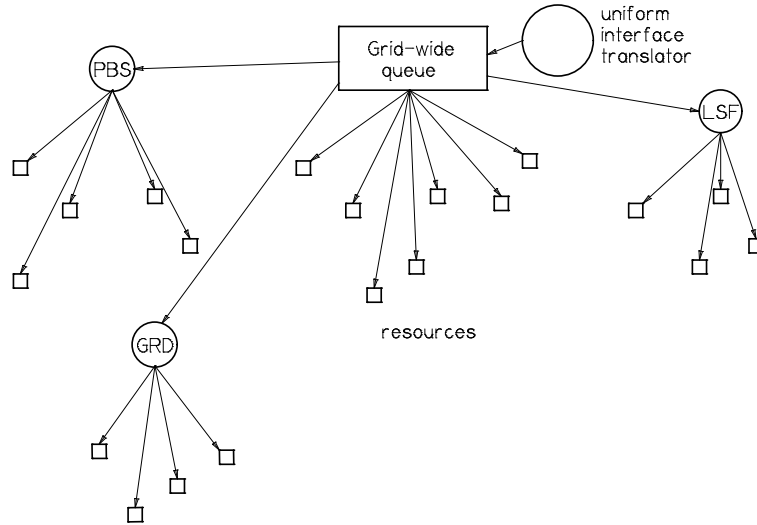 uniform
interface
translator
Grid-wide
queue
PBS
LSF
resources
GRD